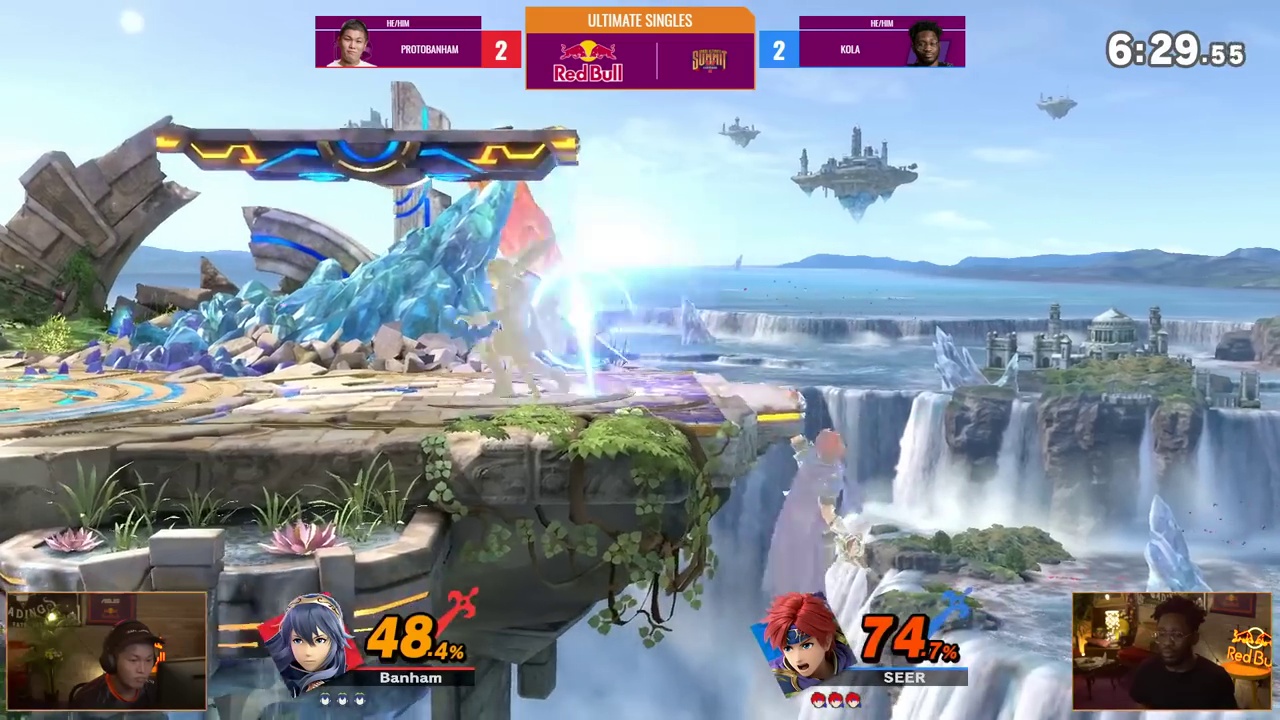 HE/HIM
PROTOBANHAM
2
ULTIMATE SINGLES
Red Bull
SUMMIT
2
HE/HIM
KOLA
6:29.55
48.4%
Banham
74.7%
SEER
Red Bu